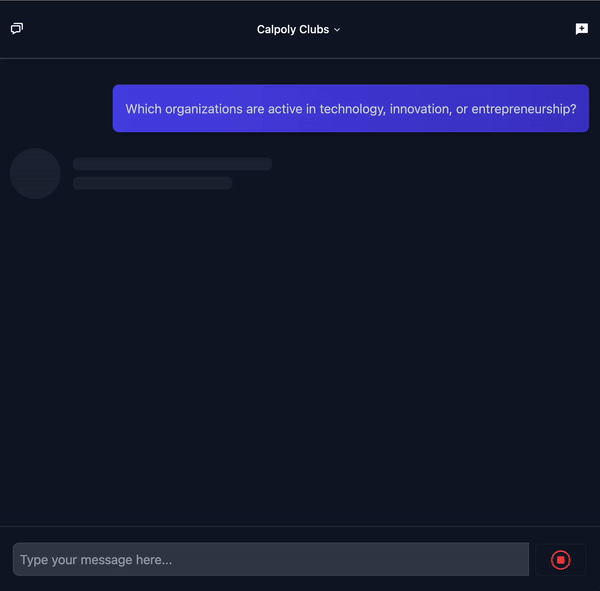 Calpoly Clubs
Which organizations are active in technology, innovation, or entrepreneurship?
Type your message here...